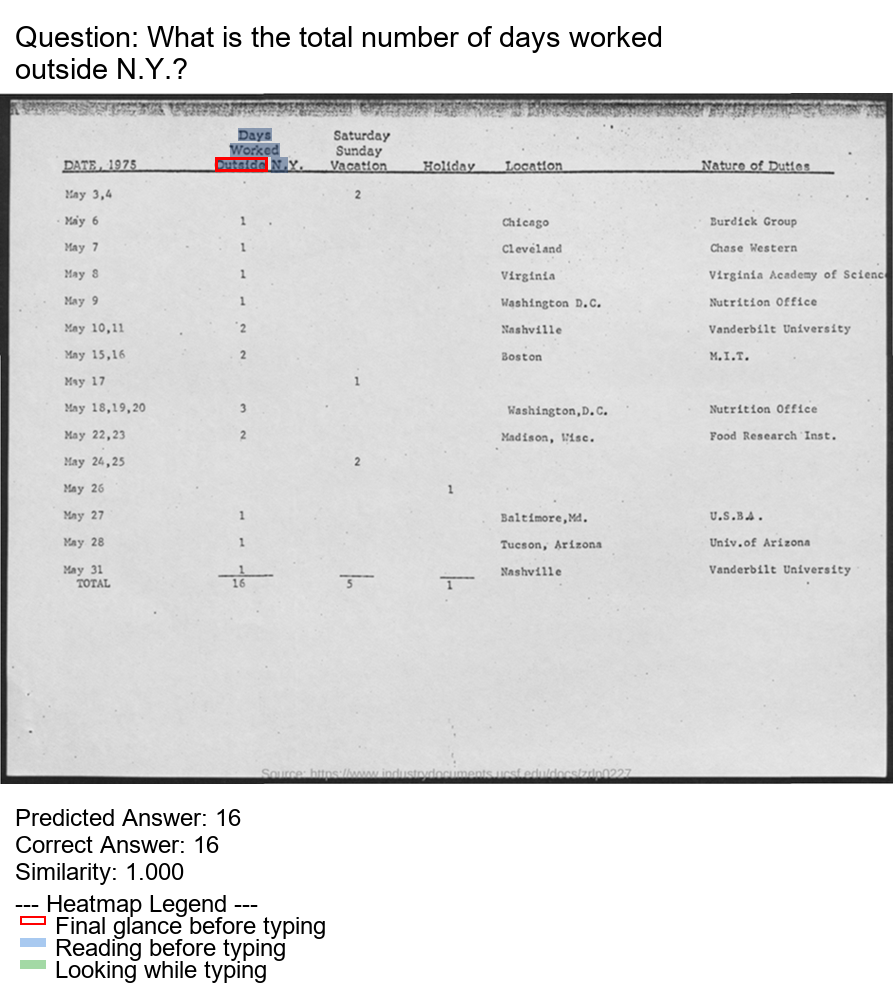 Question: What is the total number of days worked
outside N.Y.?
Days Saturday
Worked Sunday
DATE, 1975 Outside N.Y. Vacation Holiday Location Nature of Duties
May 3,4 2
May 6 1 Chicago Burdick Group
May 7 1 Cleveland Chase Western
May 8 1 Virginia Virginia Academy of Scienc
May 9 1 Washington D.C. Nutrition Office
May 10,11 2 Nashville Vanderbilt University
May 15,16 2 Boston M.I.T.
May 17 1
May 18,19,20 3 Washington,D.C. Nutrition Office
May 22,23 2 Madison, Wisc. Food Research Inst.
May 24,25 2
May 26 1
May 27 1 Baltimore,Md.
May 28 1 Tucson, Arizona Univ.of Arizona
May 31 1 Nashville Vanderbilt University
TOTAL 16 5 1
Source: https://www.industrydocuments.ucsf.edu/docs/zrlp0227
Predicted Answer: 16
Correct Answer: 16
Similarity: 1.000
--- Heatmap Legend ---
Final glance before typing
Reading before typing
Looking while typing